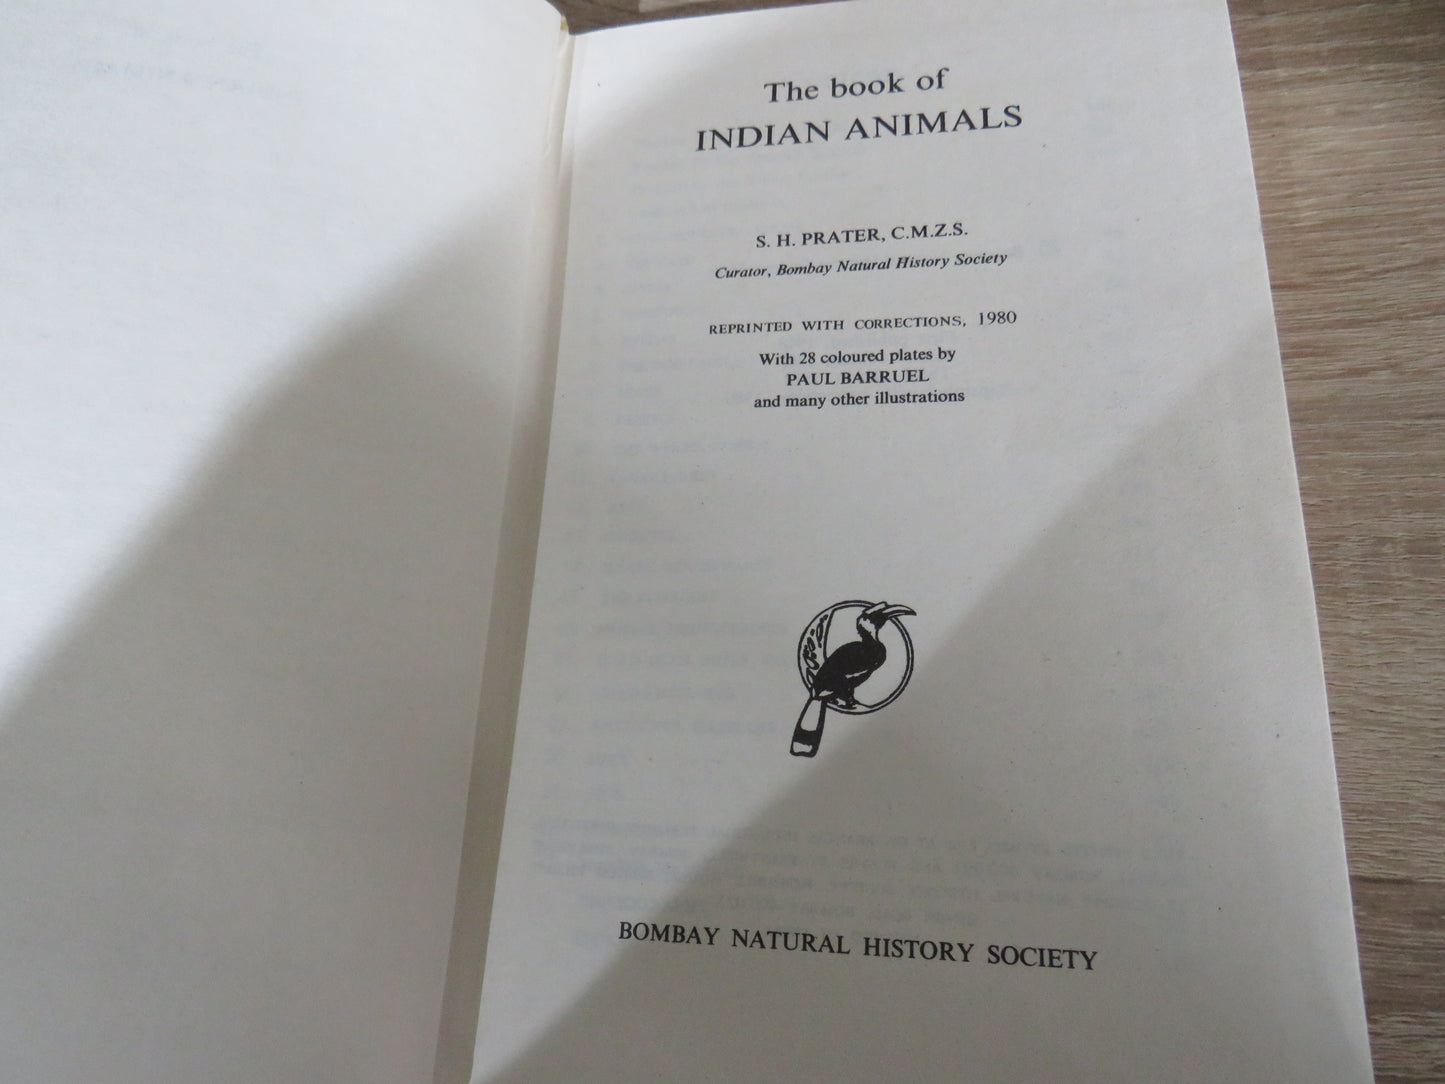 The book of
INDIAN ANIMALS
S. H. PRATER, C.M.Z.S.
Curator, Bombay Natural History Society
REPRINTED WITH CORRECTIONS, 1980
With 28 coloured plates by
PAUL BARRUEL
and many other illustrations
BOMBAY NATURAL HISTORY SOCIETY